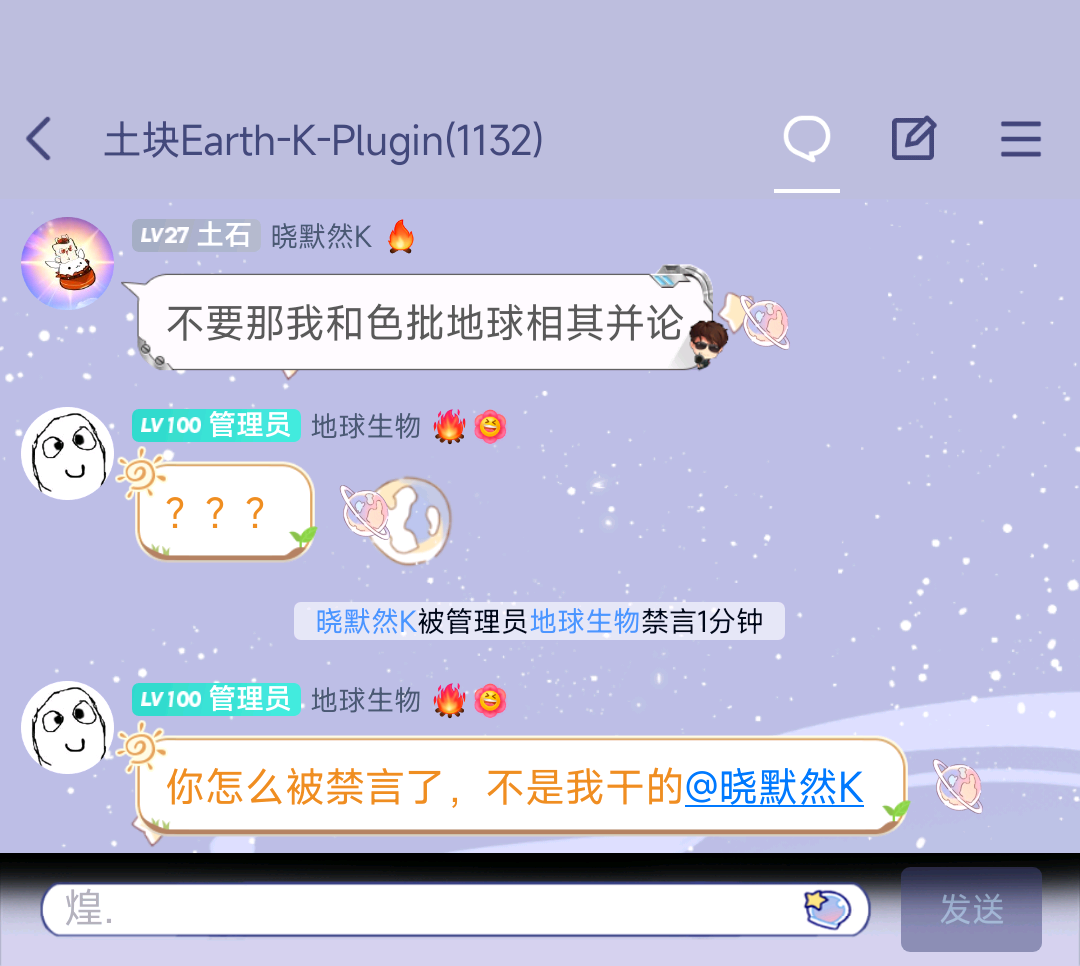 土块Earth-K-Plugin(1132)
LV27 土石 晓默然K
不要那我和色批地球相其并论
LV100 管理员 地球生物
？？？
晓默然K被管理员地球生物禁言1分钟
LV100 管理员 地球生物
你怎么被禁言了，不是我干的@晓默然K
煌.
发送